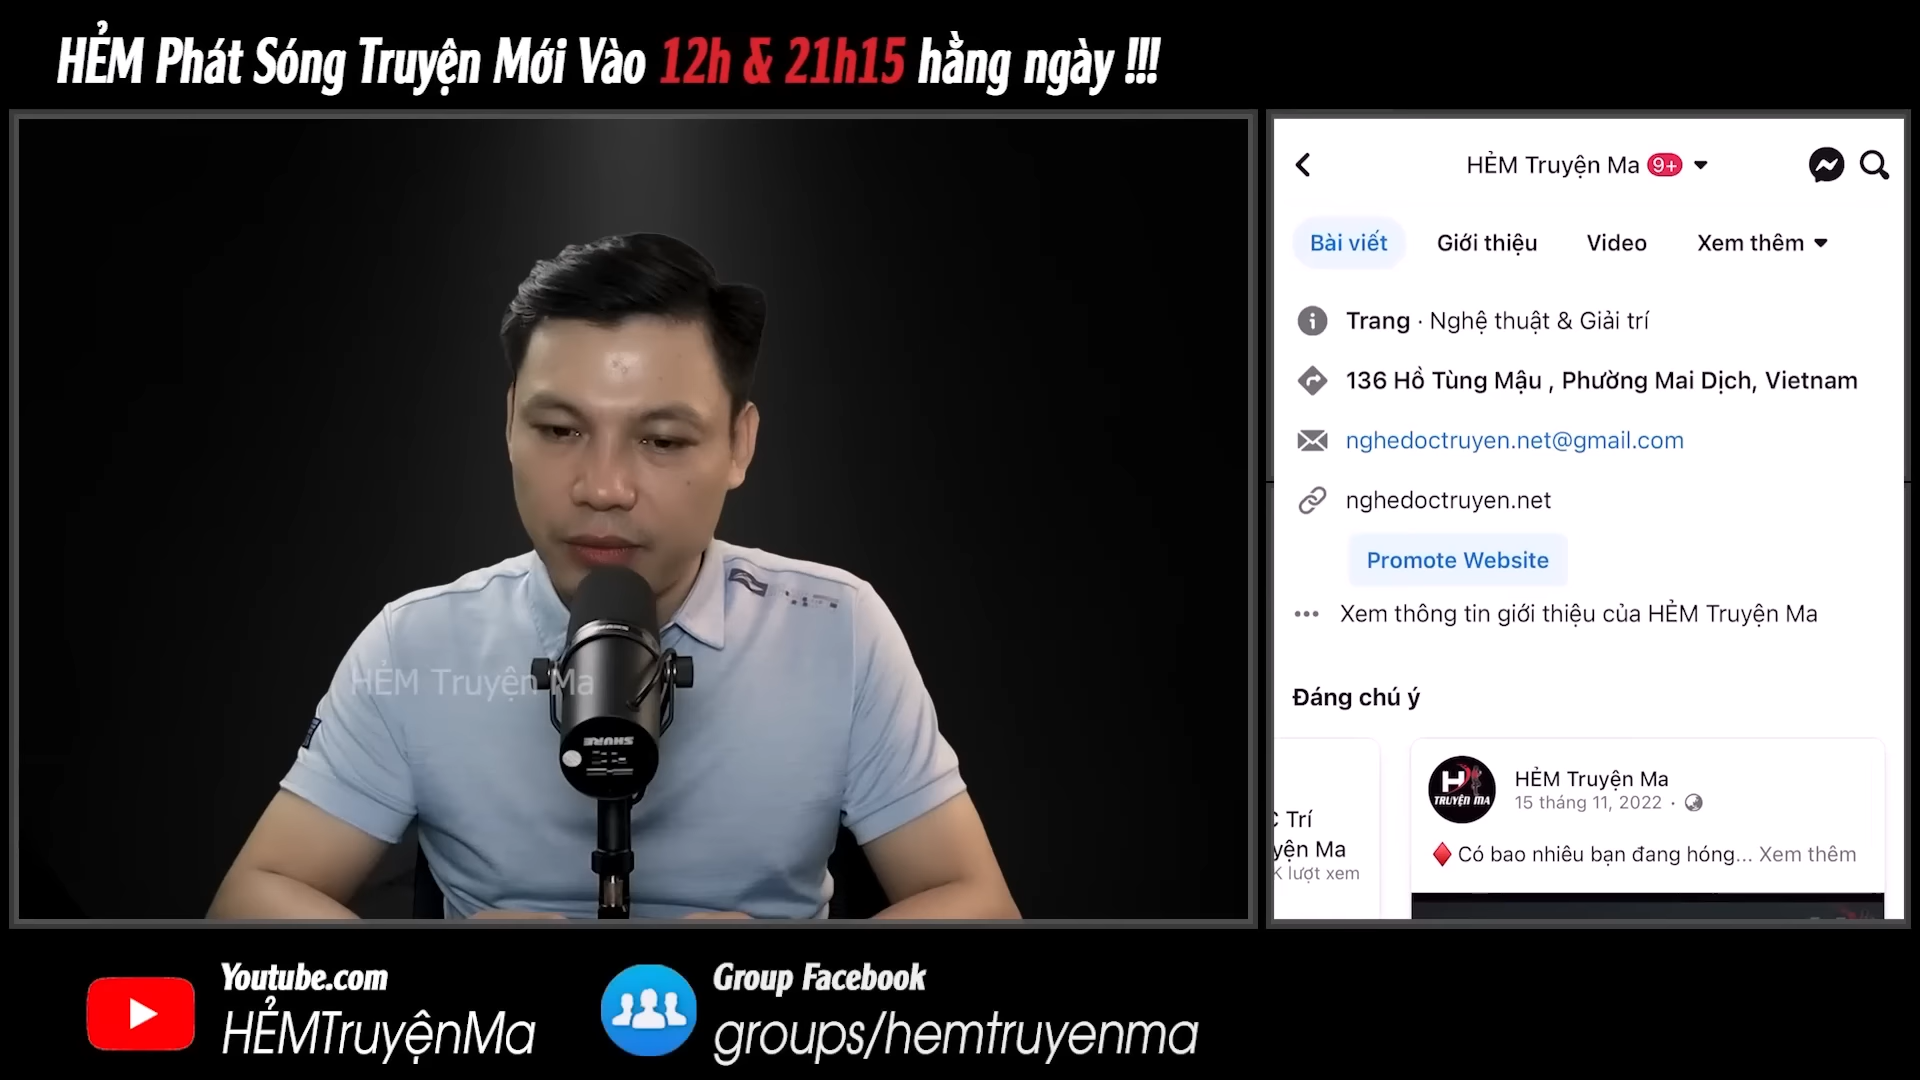 HẺM Phát Sóng Truyện Mới Vào 12h & 21h15 hằng ngày !!!
HẺM Truyện Ma 9+
Bài viết Giới thiệu Video Xem thêm
Trang · Nghệ thuật & Giải trí
136 Hồ Tùng Mậu , Phường Mai Dịch, Vietnam
nghedoctruyen.net@gmail.com
nghedoctruyen.net
Promote Website
Xem thông tin giới thiệu của HẺM Truyện Ma
Đáng chú ý
Trí
yện Ma
K lượt xem
H
TRUYỆN MA
HẺM Truyện Ma
15 tháng 11, 2022 ·
Có bao nhiêu bạn đang hóng... Xem thêm
HẺM Truyện Ma
SHURE
Youtube.com
HẺMTruyệnMa
Group Facebook
groups/hemtruyenma